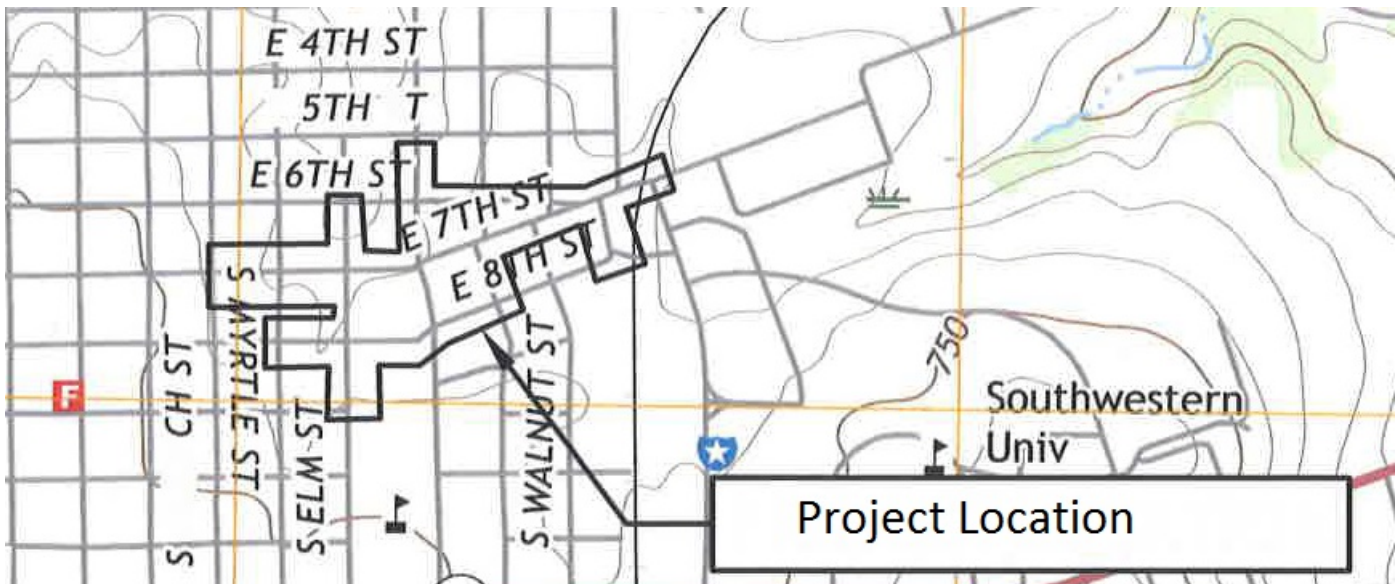 E 4TH ST
5TH T
E 6TH ST
E 7TH ST
E 8TH ST
S MYRTLE ST
CH ST
S
S ELM ST
S WALNUT ST
F
750
Southwestern
Univ
Project Location